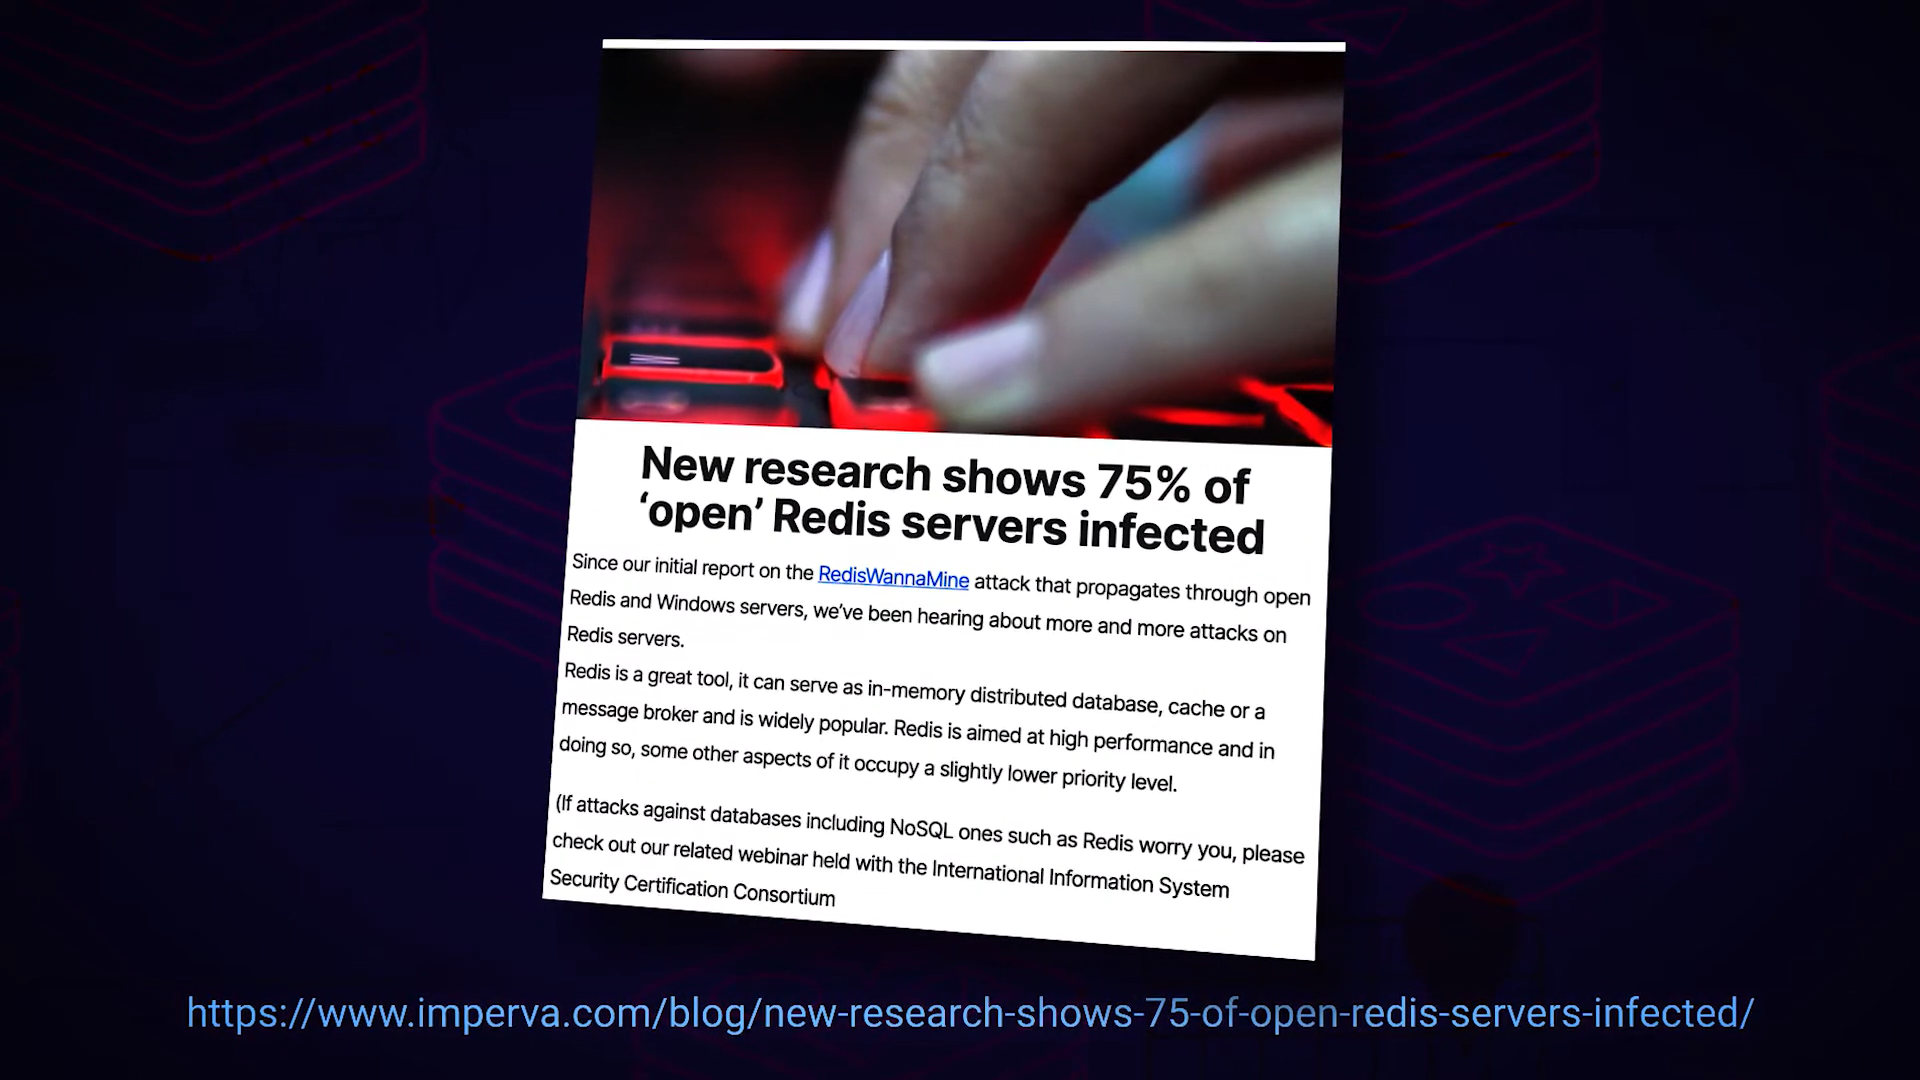 New research shows 75% of
‘open’ Redis servers infected
Since our initial report on the RedisWannaMine attack that propagates through open
Redis and Windows servers, we’ve been hearing about more and more attacks on
Redis servers.
Redis is a great tool, it can serve as in-memory distributed database, cache or a
message broker and is widely popular. Redis is aimed at high performance and in
doing so, some other aspects of it occupy a slightly lower priority level.
(If attacks against databases including NoSQL ones such as Redis worry you, please
check out our related webinar held with the International Information System
Security Certification Consortium
https://www.imperva.com/blog/new-research-shows-75-of-open-redis-servers-infected/